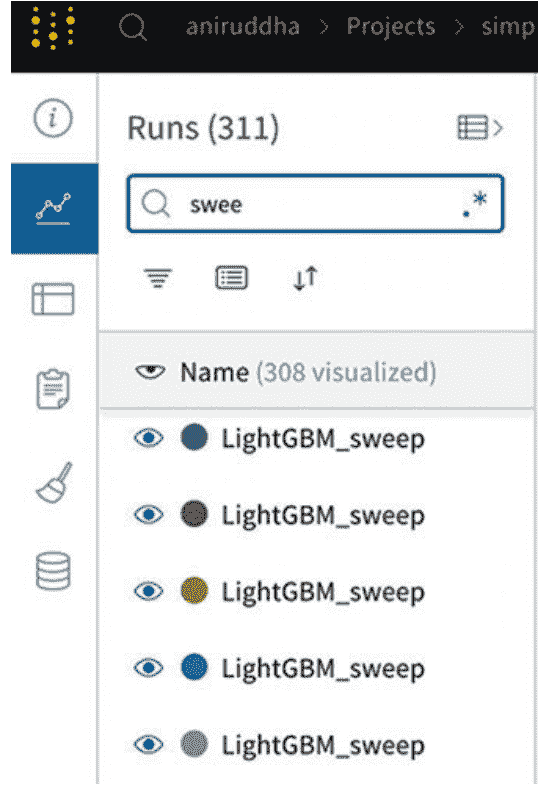 aniruddha > Projects > simp
Runs (311)
swee .*
Name (308 visualized)
LightGBM_sweep
LightGBM_sweep
LightGBM_sweep
LightGBM_sweep
LightGBM_sweep